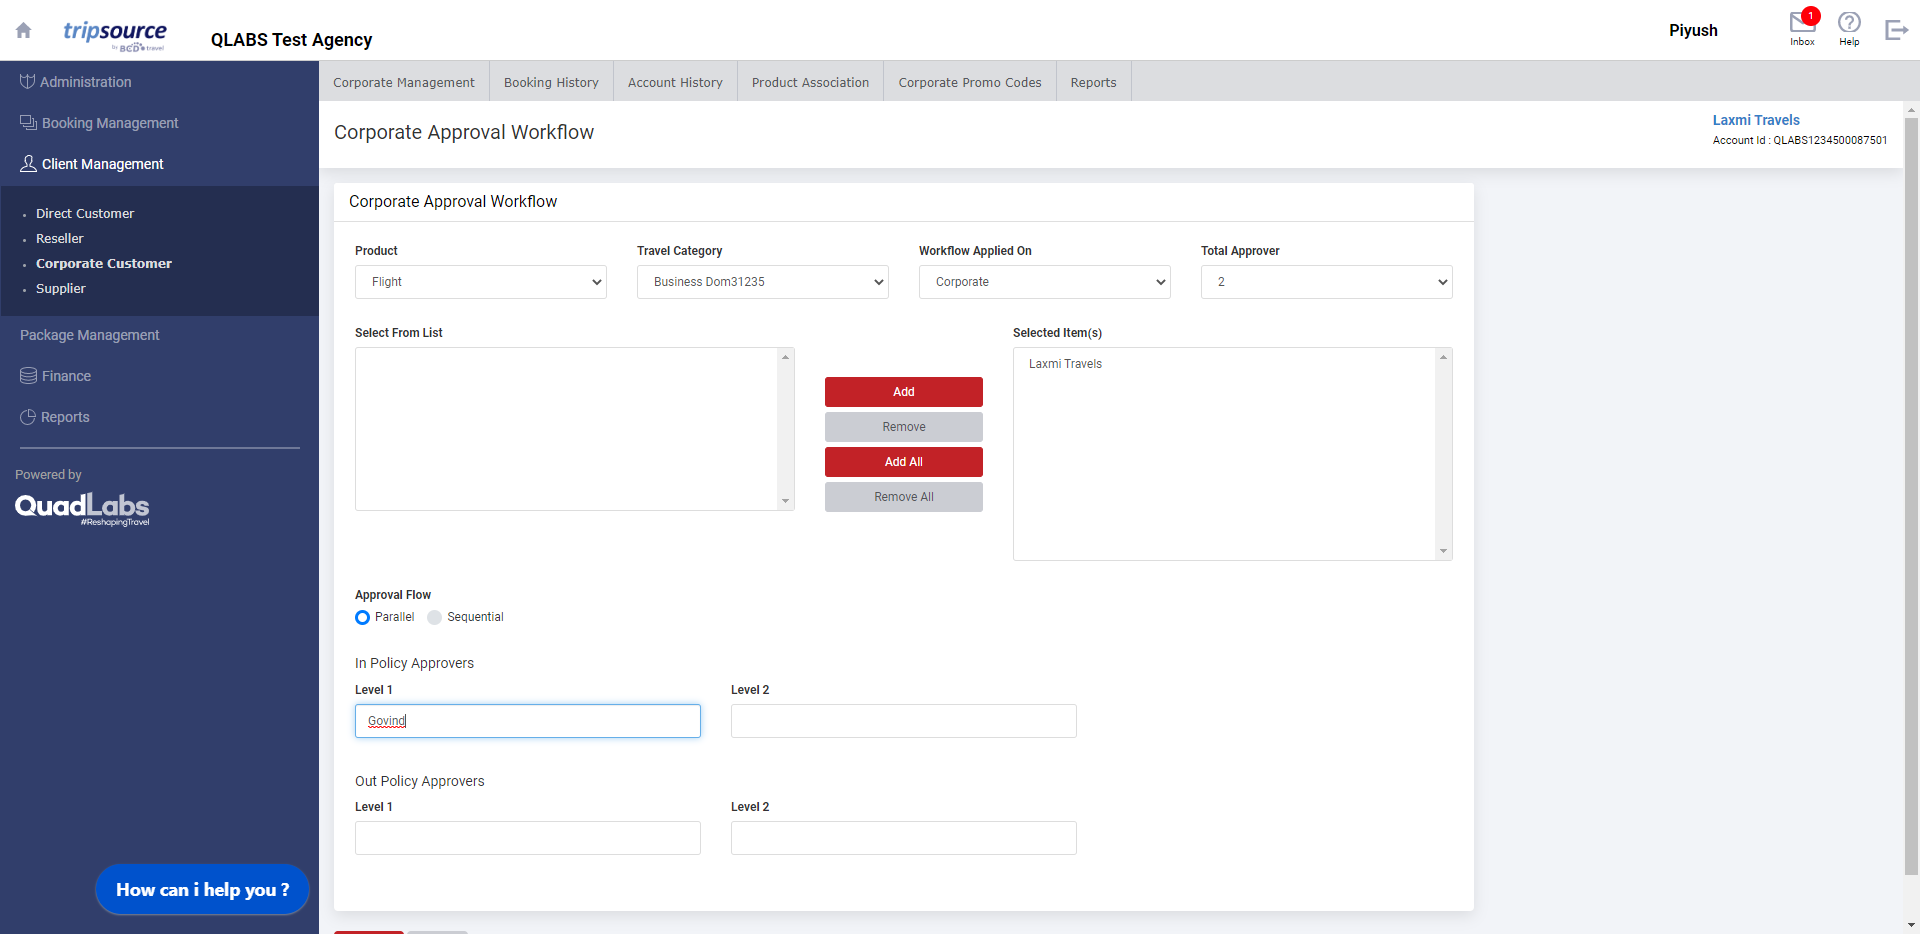 tripsource
by BCD travel
QLABS Test Agency
Piyush
1
Inbox
Help
Administration
Booking Management
Client Management
Direct Customer
Reseller
Corporate Customer
Supplier
Package Management
Finance
Reports
Powered by
QuadLabs
#ReshapingTravel
How can i help you ?
Corporate Management
Booking History
Account History
Product Association
Corporate Promo Codes
Reports
Corporate Approval Workflow
Laxmi Travels
Account Id : QLABS1234500087501
Corporate Approval Workflow
Product
Travel Category
Workflow Applied On
Total Approver
Flight
Business Dom31235
Corporate
2
Select From List
Selected Item(s)
Laxmi Travels
Add
Remove
Add All
Remove All
Approval Flow
Parallel
Sequential
In Policy Approvers
Level 1
Level 2
Govind
Out Policy Approvers
Level 1
Level 2